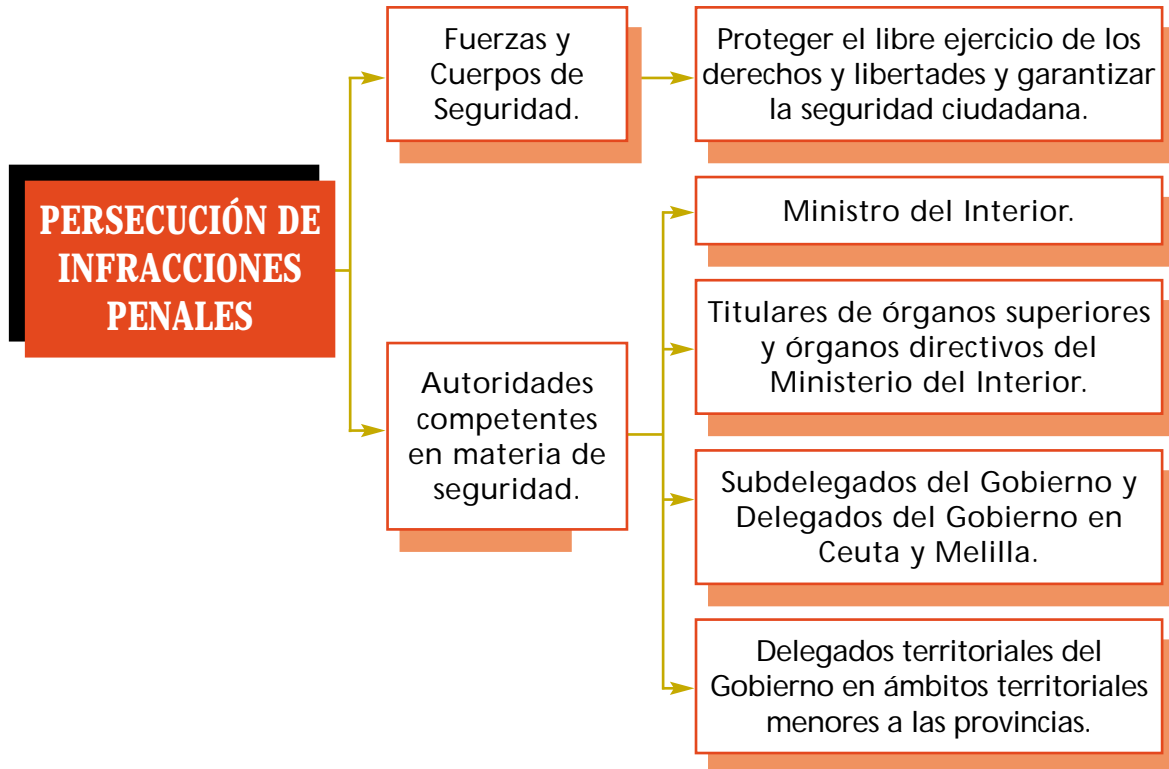 PERSECUCIÓN DE
INFRACCIONES
PENALES
Fuerzas y
Cuerpos de
Seguridad.
Proteger el libre ejercicio de los
derechos y libertades y garantizar
la seguridad ciudadana.
Autoridades
competentes
en materia de
seguridad.
Ministro del Interior.
Titulares de órganos superiores
y órganos directivos del
Ministerio del Interior.
Subdelegados del Gobierno y
Delegados del Gobierno en
Ceuta y Melilla.
Delegados territoriales del
Gobierno en ámbitos territoriales
menores a las provincias.